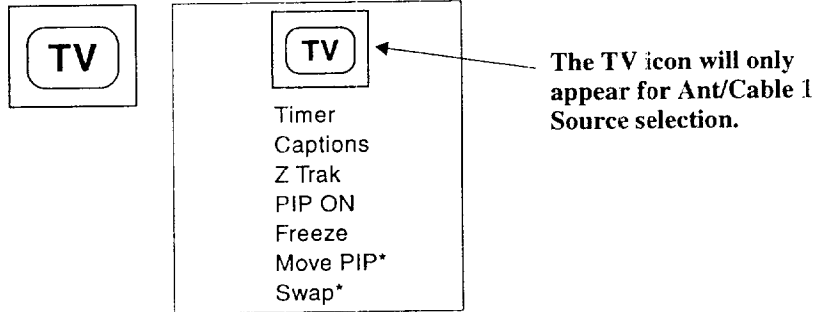 TV
TV
The TV icon will only
appear for Ant/Cable 1
Source selection.
Timer
Captions
Z Trak
PIP ON
Freeze
Move PIP*
Swap*